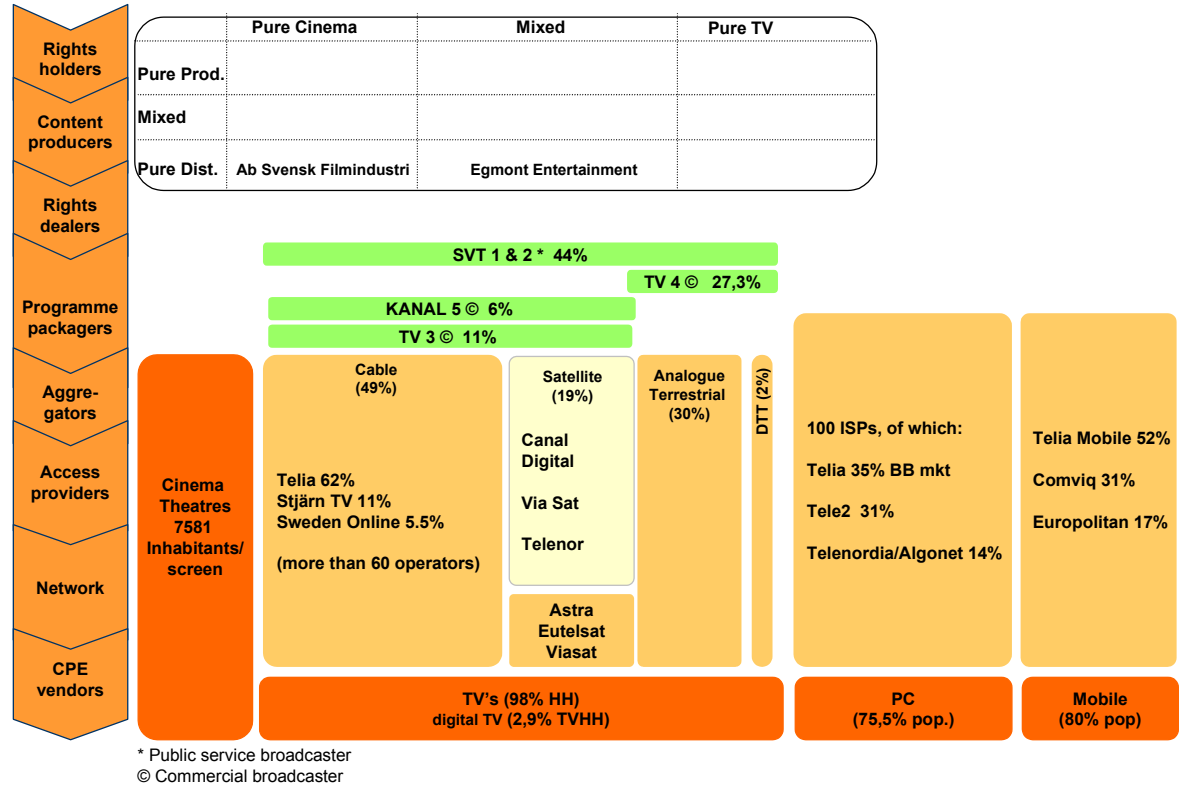 Rights
holders
Content
producers
Rights
dealers
Programme
packagers
Aggre-
gators
Access
providers
Network
CPE
vendors
Pure Cinema
Mixed
Pure TV
Pure Prod.
Mixed
Pure Dist.
Ab Svensk Filmindustri
Egmont Entertainment
SVT 1 & 2 *  44%
TV 4 ©  27,3%
KANAL 5 ©  6%
TV 3 ©  11%
Cinema
Theatres
7581
Inhabitants/
screen
Cable
(49%)
Telia 62%
Stjärn TV 11%
Sweden Online 5.5%
(more than 60 operators)
Satellite
(19%)
Canal
Digital
Via Sat
Telenor
Astra
Eutelsat
Viasat
Analogue
Terrestrial
(30%)
DTT (2%)
100 ISPs, of which:
Telia 35% BB mkt
Tele2  31%
Telenordia/Algonet 14%
Telia Mobile 52%
Comviq 31%
Europolitan 17%
TV's (98% HH)
digital TV (2,9% TVHH)
PC
(75,5% pop.)
Mobile
(80% pop)
* Public service broadcaster
© Commercial broadcaster